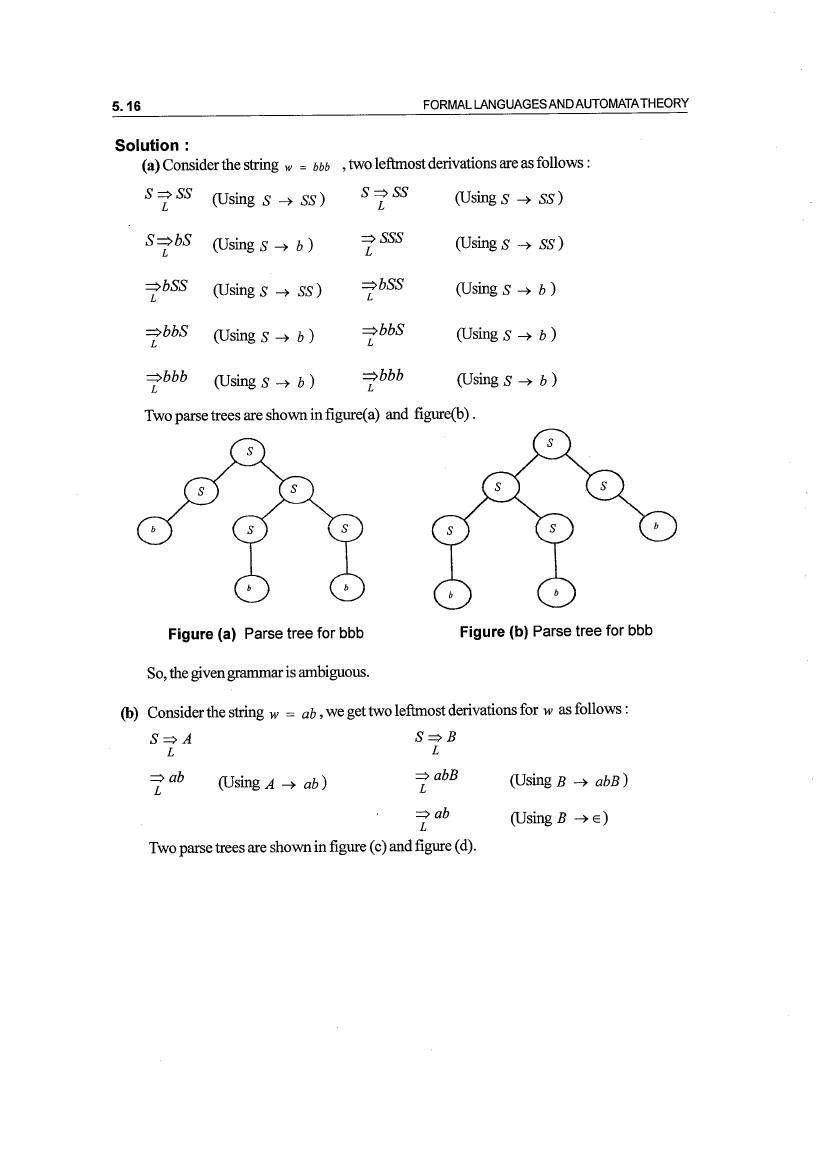 5. 16 FORMAL LANGUAGES AND AUTOMATA THEORY
Solution :
(a) Consider the string w = bbb , two leftmost derivations are as follows :
S ⇒ SS (Using S → SS ) S ⇒ SS (Using S → SS )
L L
S ⇒ bS (Using S → b ) ⇒ SSS (Using S → SS )
L L
⇒ bSS (Using S → SS ) ⇒ bSS (Using S → b )
L L
⇒ bbS (Using S → b ) ⇒ bbS (Using S → b )
L L
⇒ bbb (Using S → b ) ⇒ bbb (Using S → b )
L L
Two parse trees are shown in figure(a) and figure(b) .
S S
S S S S
b S S S S b
b b b b
Figure (a) Parse tree for bbb Figure (b) Parse tree for bbb
So, the given grammar is ambiguous.
(b) Consider the string w = ab , we get two leftmost derivations for w as follows :
S ⇒ A S ⇒ B
L L
⇒ ab (Using A → ab ) ⇒ abB (Using B → abB )
L L
⇒ ab (Using B → ∈ )
L
Two parse trees are shown in figure (c) and figure (d).